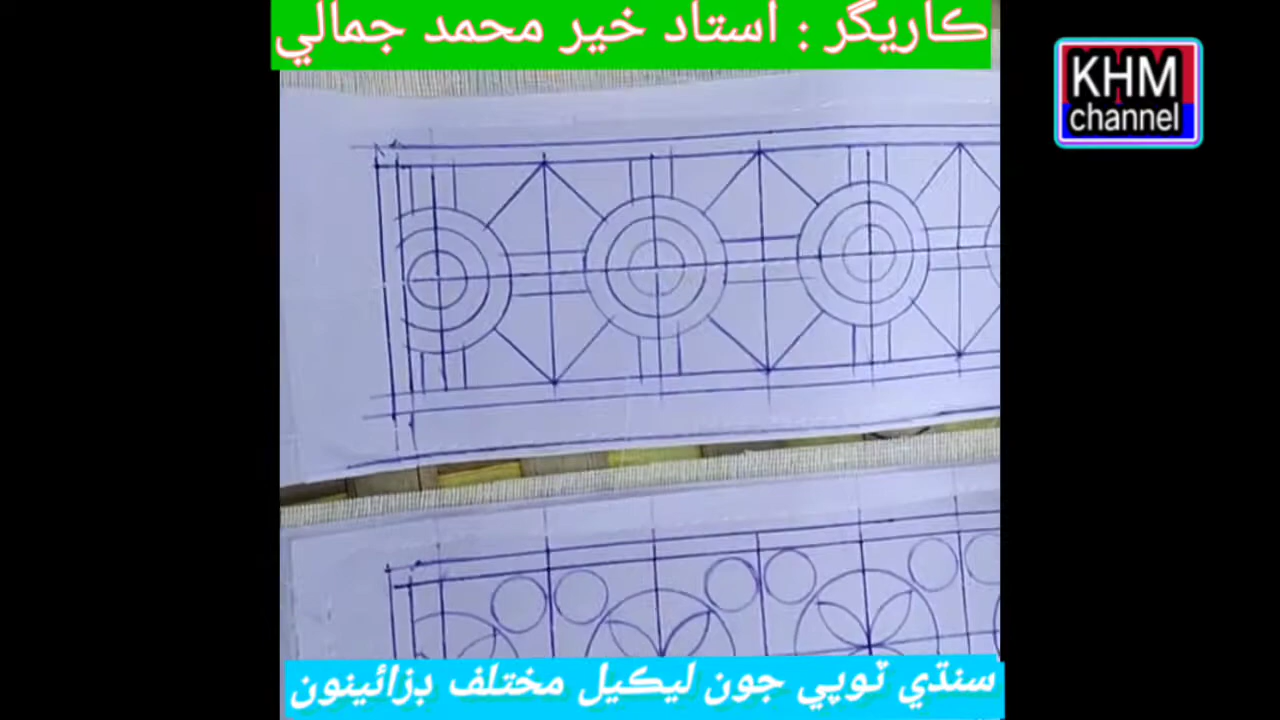 ڪاريگر : استاد خير محمد جمالي
KHM
channel
سنڌي ٽوپي جون ليڪيل مختلف ڊزائينون